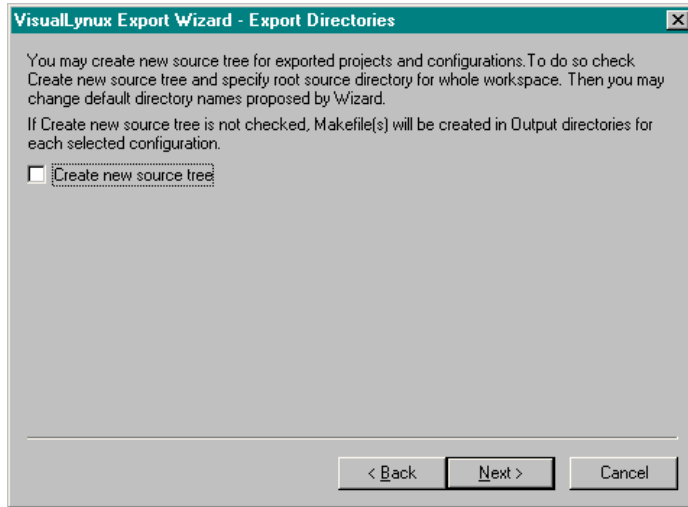 VisualLynux Export Wizard - Export Directories
You may create new source tree for exported projects and configurations.To do so check
Create new source tree and specify root source directory for whole workspace. Then you may
change default directory names proposed by Wizard.
If Create new source tree is not checked, Makefile(s) will be created in Output directories for
each selected configuration.
Create new source tree
< Back Next > Cancel